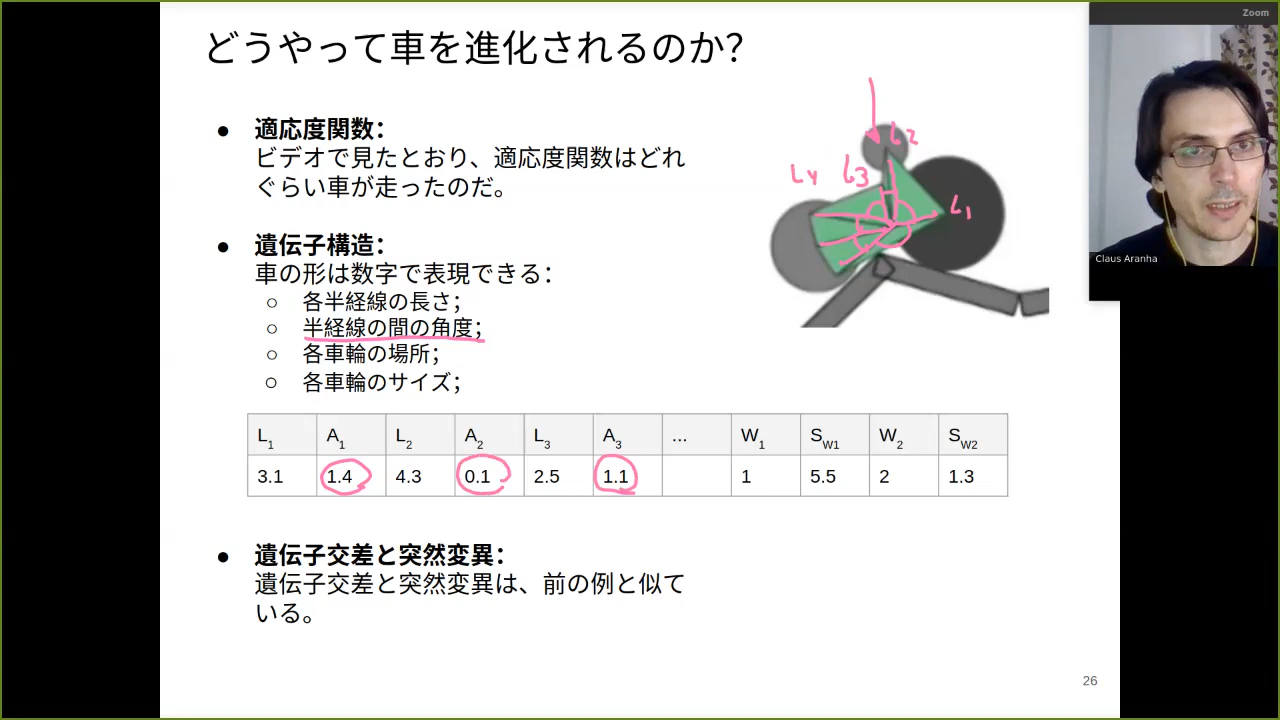 どうやって車を進化されるのか?
● 適応度関数:
ビデオで見たとおり、適応度関数はどれ
ぐらい車が走ったのだ。
● 遺伝子構造:
車の形は数字で表現できる:
○ 各半経線の長さ;
○ 半経線の間の角度;
○ 各車輪の場所;
○ 各車輪のサイズ;
L1 A1 L2 A2 L3 A3 ... W1 SW1 W2 SW2
3.1 1.4 4.3 0.1 2.5 1.1 1 5.5 2 1.3
● 遺伝子交差と突然変異:
遺伝子交差と突然変異は、前の例と似て
いる。
L2
L4 L3
L1
Zoom
Claus Aranha
26